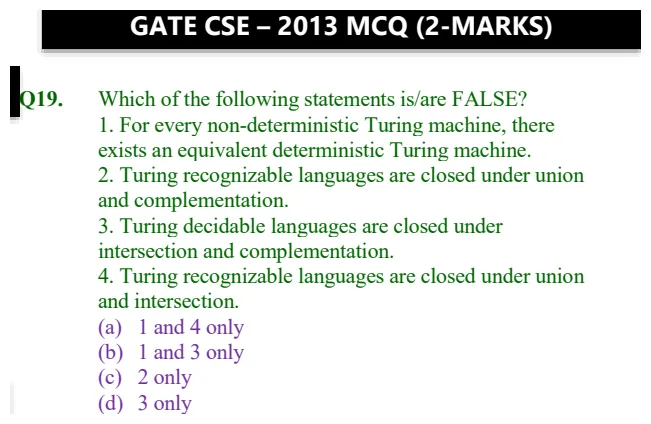 GATE CSE – 2013 MCQ (2-MARKS)
Q19. Which of the following statements is/are FALSE?
1. For every non-deterministic Turing machine, there
exists an equivalent deterministic Turing machine.
2. Turing recognizable languages are closed under union
and complementation.
3. Turing decidable languages are closed under
intersection and complementation.
4. Turing recognizable languages are closed under union
and intersection.
(a) 1 and 4 only
(b) 1 and 3 only
(c) 2 only
(d) 3 only